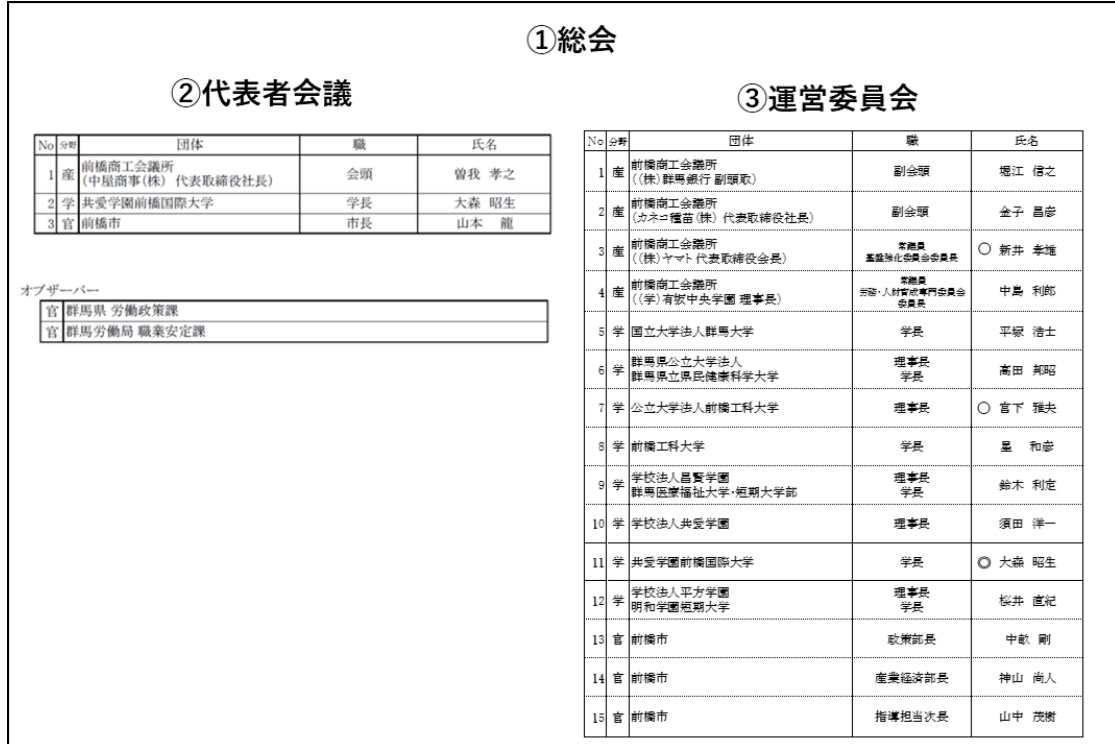 ①総会
②代表者会議
No 分野 団体 職 氏名
1 産 前橋商工会議所
(中屋商事(株) 代表取締役社長) 会頭 曽我 孝之
2 学 共愛学園前橋国際大学 学長 大森 昭生
3 官 前橋市 市長 山本 龍
オブザーバー
官 群馬県 労働政策課
官 群馬労働局 職業安定課
③運営委員会
No 分野 団体 職 氏名
1 産 前橋商工会議所
((株)群馬銀行 副頭取) 副会頭 堀江 信之
2 産 前橋商工会議所
(カネコ種苗(株) 代表取締役社長) 副会頭 金子 昌彦
3 産 前橋商工会議所
((株)ヤマト 代表取締役会長) 常議員
基盤強化委員会委員長 ○ 新井 孝雄
4 産 前橋商工会議所
((学)有坂中央学園 理事長) 常議員
労務・人材育成専門委員会
委員長 中島 利郎
5 学 国立大学法人群馬大学 学長 平塚 浩士
6 学 群馬県公立大学法人
群馬県立県民健康科学大学 理事長
学長 高田 邦昭
7 学 公立大学法人前橋工科大学 理事長 ○ 宮下 雅夫
8 学 前橋工科大学 学長 星 和彦
9 学 学校法人昌賢学園
群馬医療福祉大学・短期大学部 理事長
学長 鈴木 利定
10 学 学校法人共愛学園 理事長 須田 洋一
11 学 共愛学園前橋国際大学 学長 ◎ 大森 昭生
12 学 学校法人平方学園
明和学園短期大学 理事長
学長 桜井 直紀
13 官 前橋市 政策部長 中畝 剛
14 官 前橋市 産業経済部長 神山 尚人
15 官 前橋市 指導担当次長 山中 茂樹